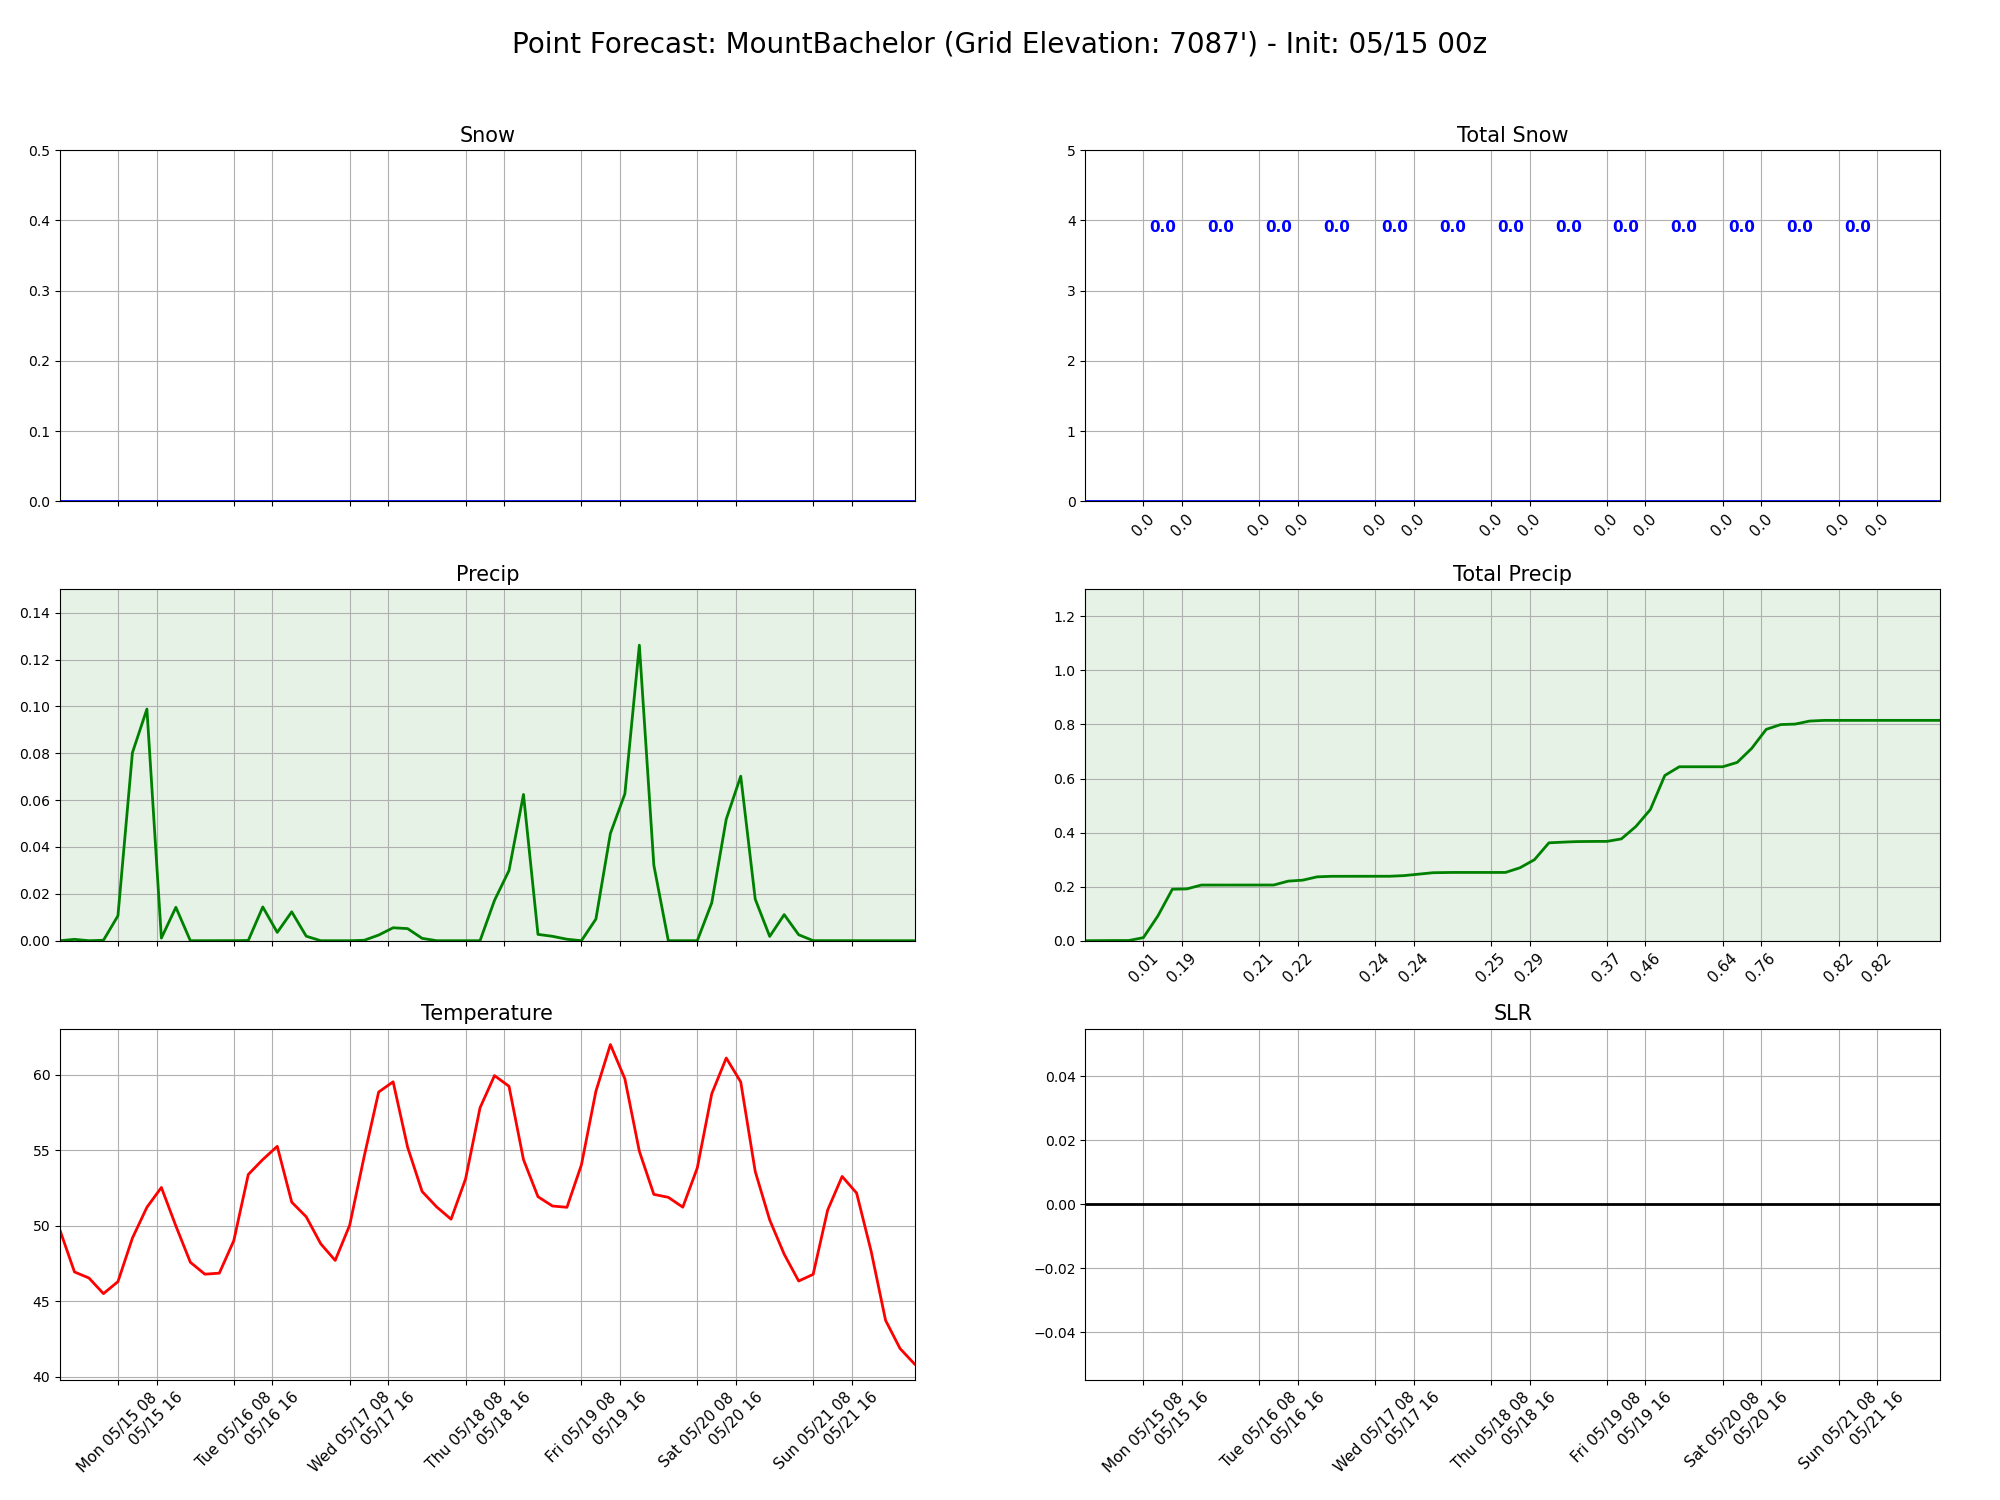 Point Forecast: MountBachelor (Grid Elevation: 7087') - Init: 05/15 00z
Snow
0.5
0.4
0.3
0.2
0.1
0.0
Total Snow
5
4
3
2
1
0
0.0 0.0 0.0 0.0 0.0 0.0 0.0 0.0 0.0 0.0 0.0 0.0 0.0
0.0 0.0 0.0 0.0 0.0 0.0 0.0 0.0 0.0 0.0 0.0 0.0 0.0 0.0
Precip
0.14
0.12
0.10
0.08
0.06
0.04
0.02
0.00
Total Precip
1.2
1.0
0.8
0.6
0.4
0.2
0.0
0.01 0.19 0.21 0.22 0.24 0.24 0.25 0.29 0.37 0.46 0.64 0.76 0.82 0.82
Temperature
60
55
50
45
40
Mon 05/15 08
05/15 16
Tue 05/16 08
05/16 16
Wed 05/17 08
05/17 16
Thu 05/18 08
05/18 16
Fri 05/19 08
05/19 16
Sat 05/20 08
05/20 16
Sun 05/21 08
05/21 16
SLR
0.04
0.02
0.00
−0.02
−0.04
Mon 05/15 08
05/15 16
Tue 05/16 08
05/16 16
Wed 05/17 08
05/17 16
Thu 05/18 08
05/18 16
Fri 05/19 08
05/19 16
Sat 05/20 08
05/20 16
Sun 05/21 08
05/21 16